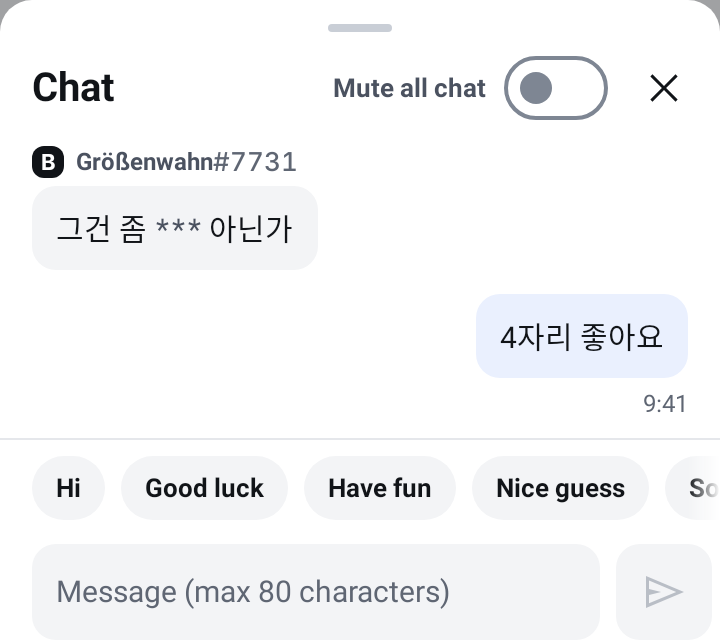 Chat
Mute all chat
B Größenwahn#7731
그건 좀 *** 아닌가
4자리 좋아요
9:41
Hi
Good luck
Have fun
Nice guess
Message (max 80 characters)